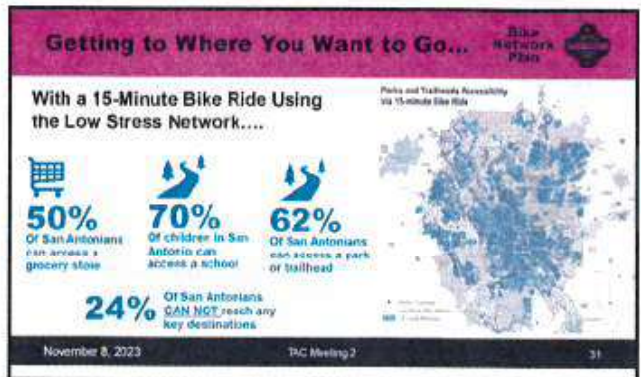 Getting to Where You Want to Go...
Bike
Network
Plan
With a 15-Minute Bike Ride Using
the Low Stress Network....
Parks and Trailheads Accessibility
Via 15-minute Bike Ride
50%
Of San Antonians
can access a
grocery store
70%
Of children in San
Antonio can
access a school
62%
Of San Antonians
can access a park
or trailhead
24%
Of San Antonians
CAN NOT reach any
key destinations
November 8, 2023
TAC Meeting 2
31